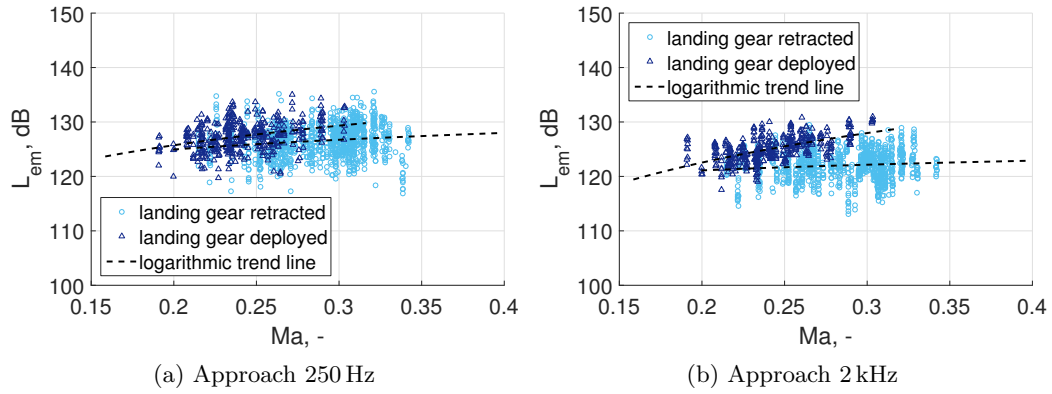 150
140
130
120
110
100
L_em, dB
landing gear retracted
landing gear deployed
logarithmic trend line
0.15 0.2 0.25 0.3 0.35 0.4
Ma, -
(a) Approach 250 Hz
150
140
130
120
110
100
L_em, dB
landing gear retracted
landing gear deployed
logarithmic trend line
0.15 0.2 0.25 0.3 0.35 0.4
Ma, -
(b) Approach 2 kHz